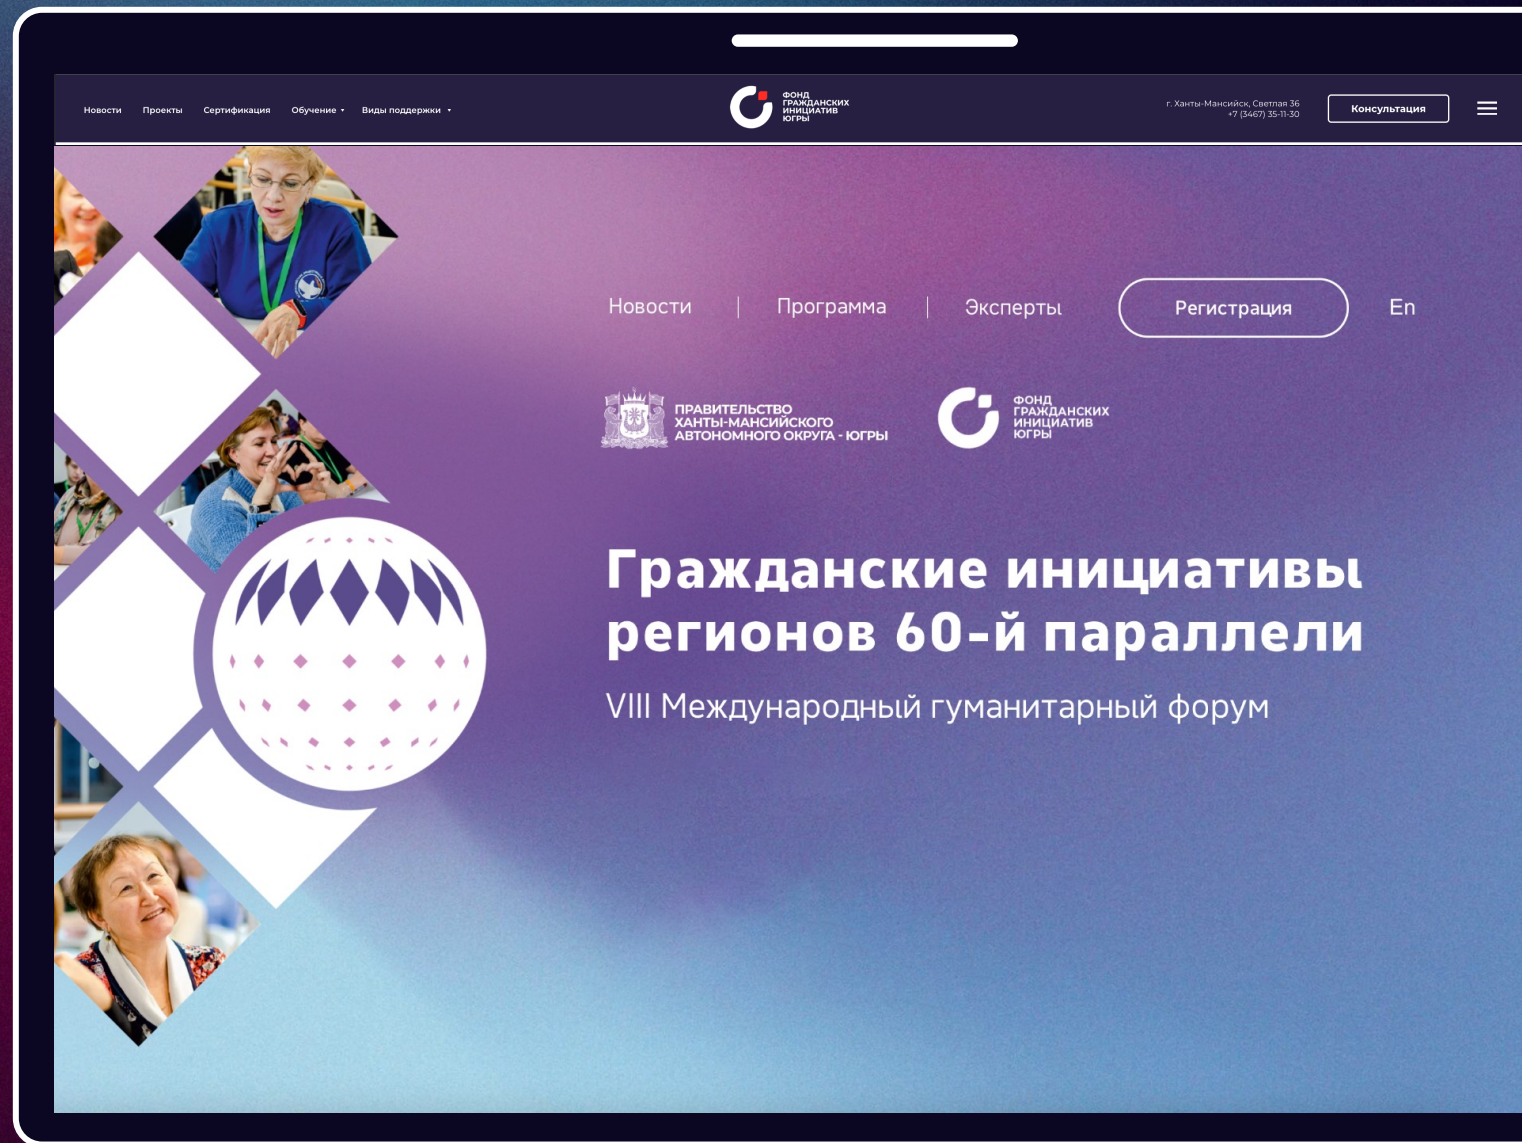 Новости Проекты Сертификация Обучение Виды поддержки
ФОНД
ГРАЖДАНСКИХ
ИНИЦИАТИВ
ЮГРЫ
г. Ханты-Мансийск, Светлая 36
+7 (3467) 35-11-30
Консультация
Новости | Программа | Эксперты Регистрация En
ПРАВИТЕЛЬСТВО
ХАНТЫ-МАНСИЙСКОГО
АВТОНОМНОГО ОКРУГА - ЮГРЫ
ФОНД
ГРАЖДАНСКИХ
ИНИЦИАТИВ
ЮГРЫ
Гражданские инициативы
регионов 60-й параллели
VIII Международный гуманитарный форум